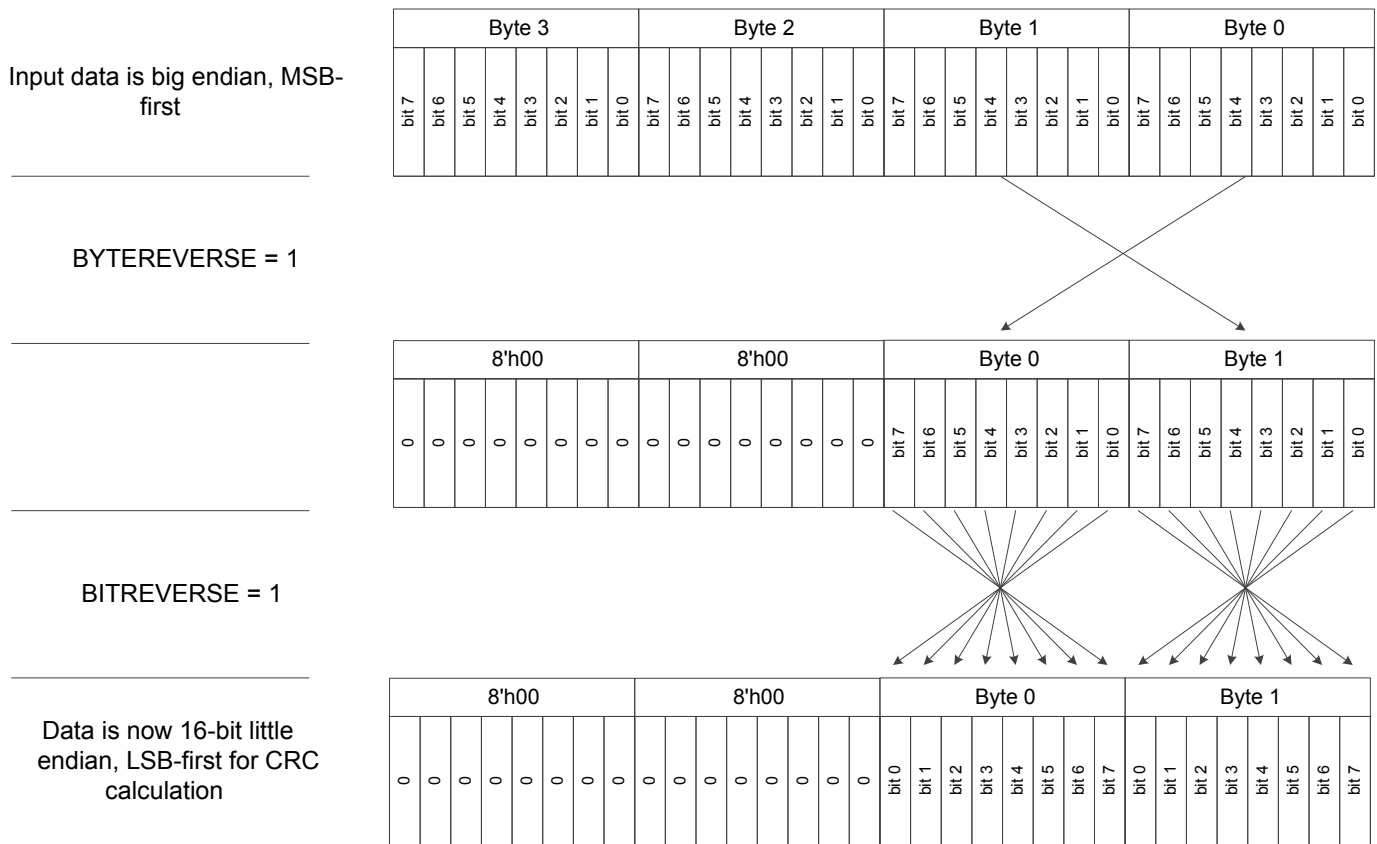 Byte 3 Byte 2 Byte 1 Byte 0
Input data is big endian, MSB-
first
bit 7 bit 6 bit 5 bit 4 bit 3 bit 2 bit 1 bit 0 bit 7 bit 6 bit 5 bit 4 bit 3 bit 2 bit 1 bit 0 bit 7 bit 6 bit 5 bit 4 bit 3 bit 2 bit 1 bit 0 bit 7 bit 6 bit 5 bit 4 bit 3 bit 2 bit 1 bit 0
BYTEREVERSE = 1
8'h00 8'h00 Byte 0 Byte 1
0 0 0 0 0 0 0 0 0 0 0 0 0 0 0 0 bit 7 bit 6 bit 5 bit 4 bit 3 bit 2 bit 1 bit 0 bit 7 bit 6 bit 5 bit 4 bit 3 bit 2 bit 1 bit 0
BITREVERSE = 1
8'h00 8'h00 Byte 0 Byte 1
Data is now 16-bit little
endian, LSB-first for CRC
calculation
0 0 0 0 0 0 0 0 0 0 0 0 0 0 0 0 bit 0 bit 1 bit 2 bit 3 bit 4 bit 5 bit 6 bit 7 bit 0 bit 1 bit 2 bit 3 bit 4 bit 5 bit 6 bit 7